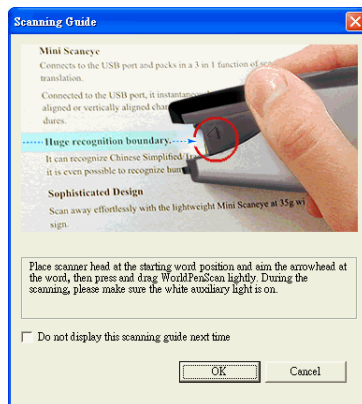 Scanning Guide
Mini Scaneye
Connects to the USB port and packs in a 3 in 1 function of
translation.
Connected to the USB port, it
aligned or vertically aligned
dures.
Huge recognition boundary.
It can recognize Chinese Simplified/
it is even possible to recognize
Sophisticated Design
Scan away effortlessly with the lightweight Mini Scaneye at 35g
sign.
Place scanner head at the starting word position and aim the arrowhead at
the word, then press and drag WorldPenScan lightly. During the
scanning, please make sure the white auxiliary light is on.
Do not display this scanning guide next time
OK
Cancel